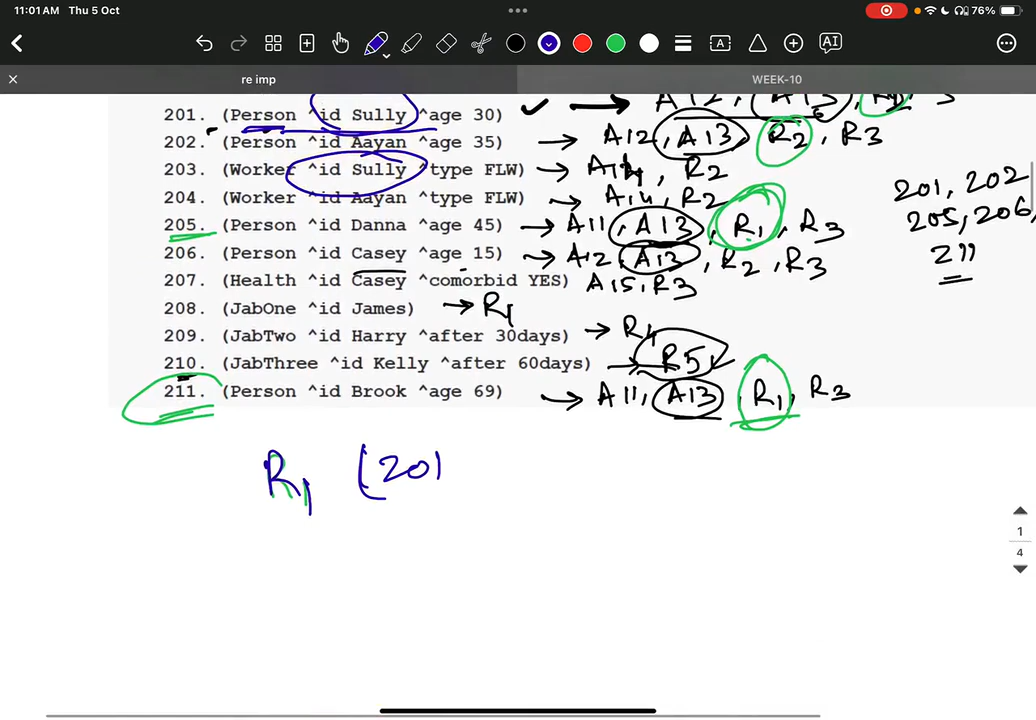 11:01 AM Thu 5 Oct
76%
A
AI
re imp
WEEK-10
201. (Person ^id Sully ^age 30) → A12, A13
202. (Person ^id Aayan ^age 35) → A12, A13 R2, R3
203. (Worker ^id Sully ^type FLW) → A14, R2
204. (Worker ^id Aayan ^type FLW) → A14, R2
205. (Person ^id Danna ^age 45) → A11, A13, R1, R3
206. (Person ^id Casey ^age 15) → A12, A13, R2, R3
207. (Health ^id Casey ^comorbid YES) A15, R3
208. (JabOne ^id James) → R4
209. (JabTwo ^id Harry ^after 30days) → R4
210. (JabThree ^id Kelly ^after 60days) → R5
211. (Person ^id Brook ^age 69) → A11, A13, R1, R3
201, 202
205, 206,
211
R1 (201
1
4